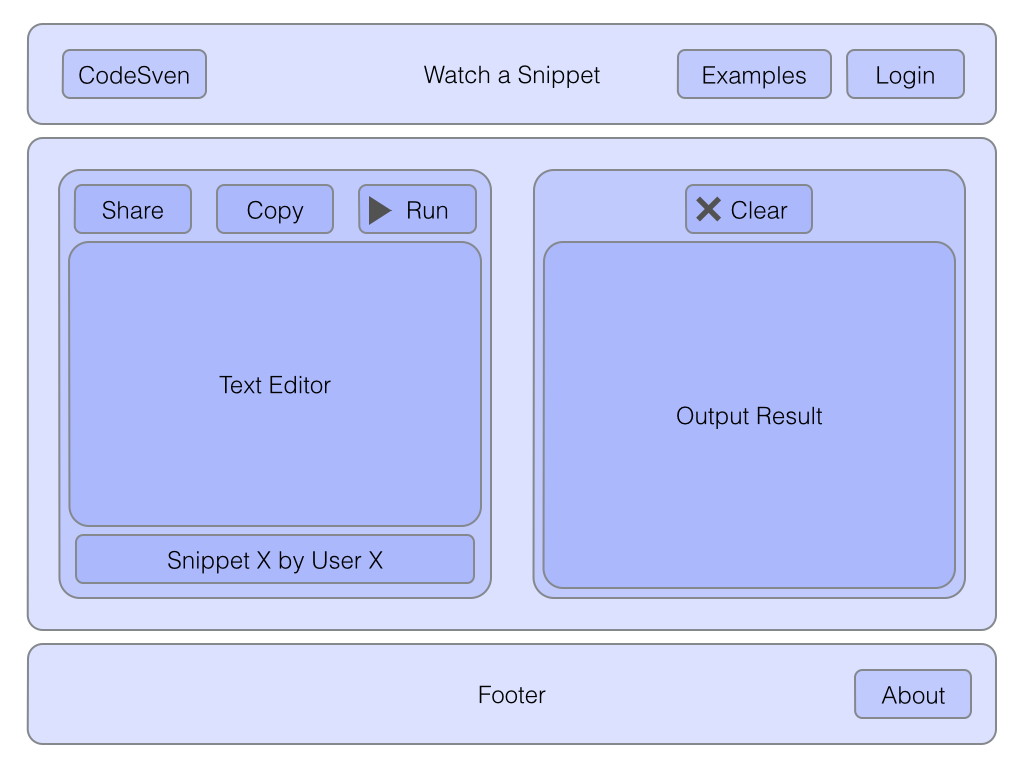 CodeSven
Watch a Snippet
Examples
Login
Share
Copy
Run
Clear
Text Editor
Output Result
Snippet X by User X
Footer
About